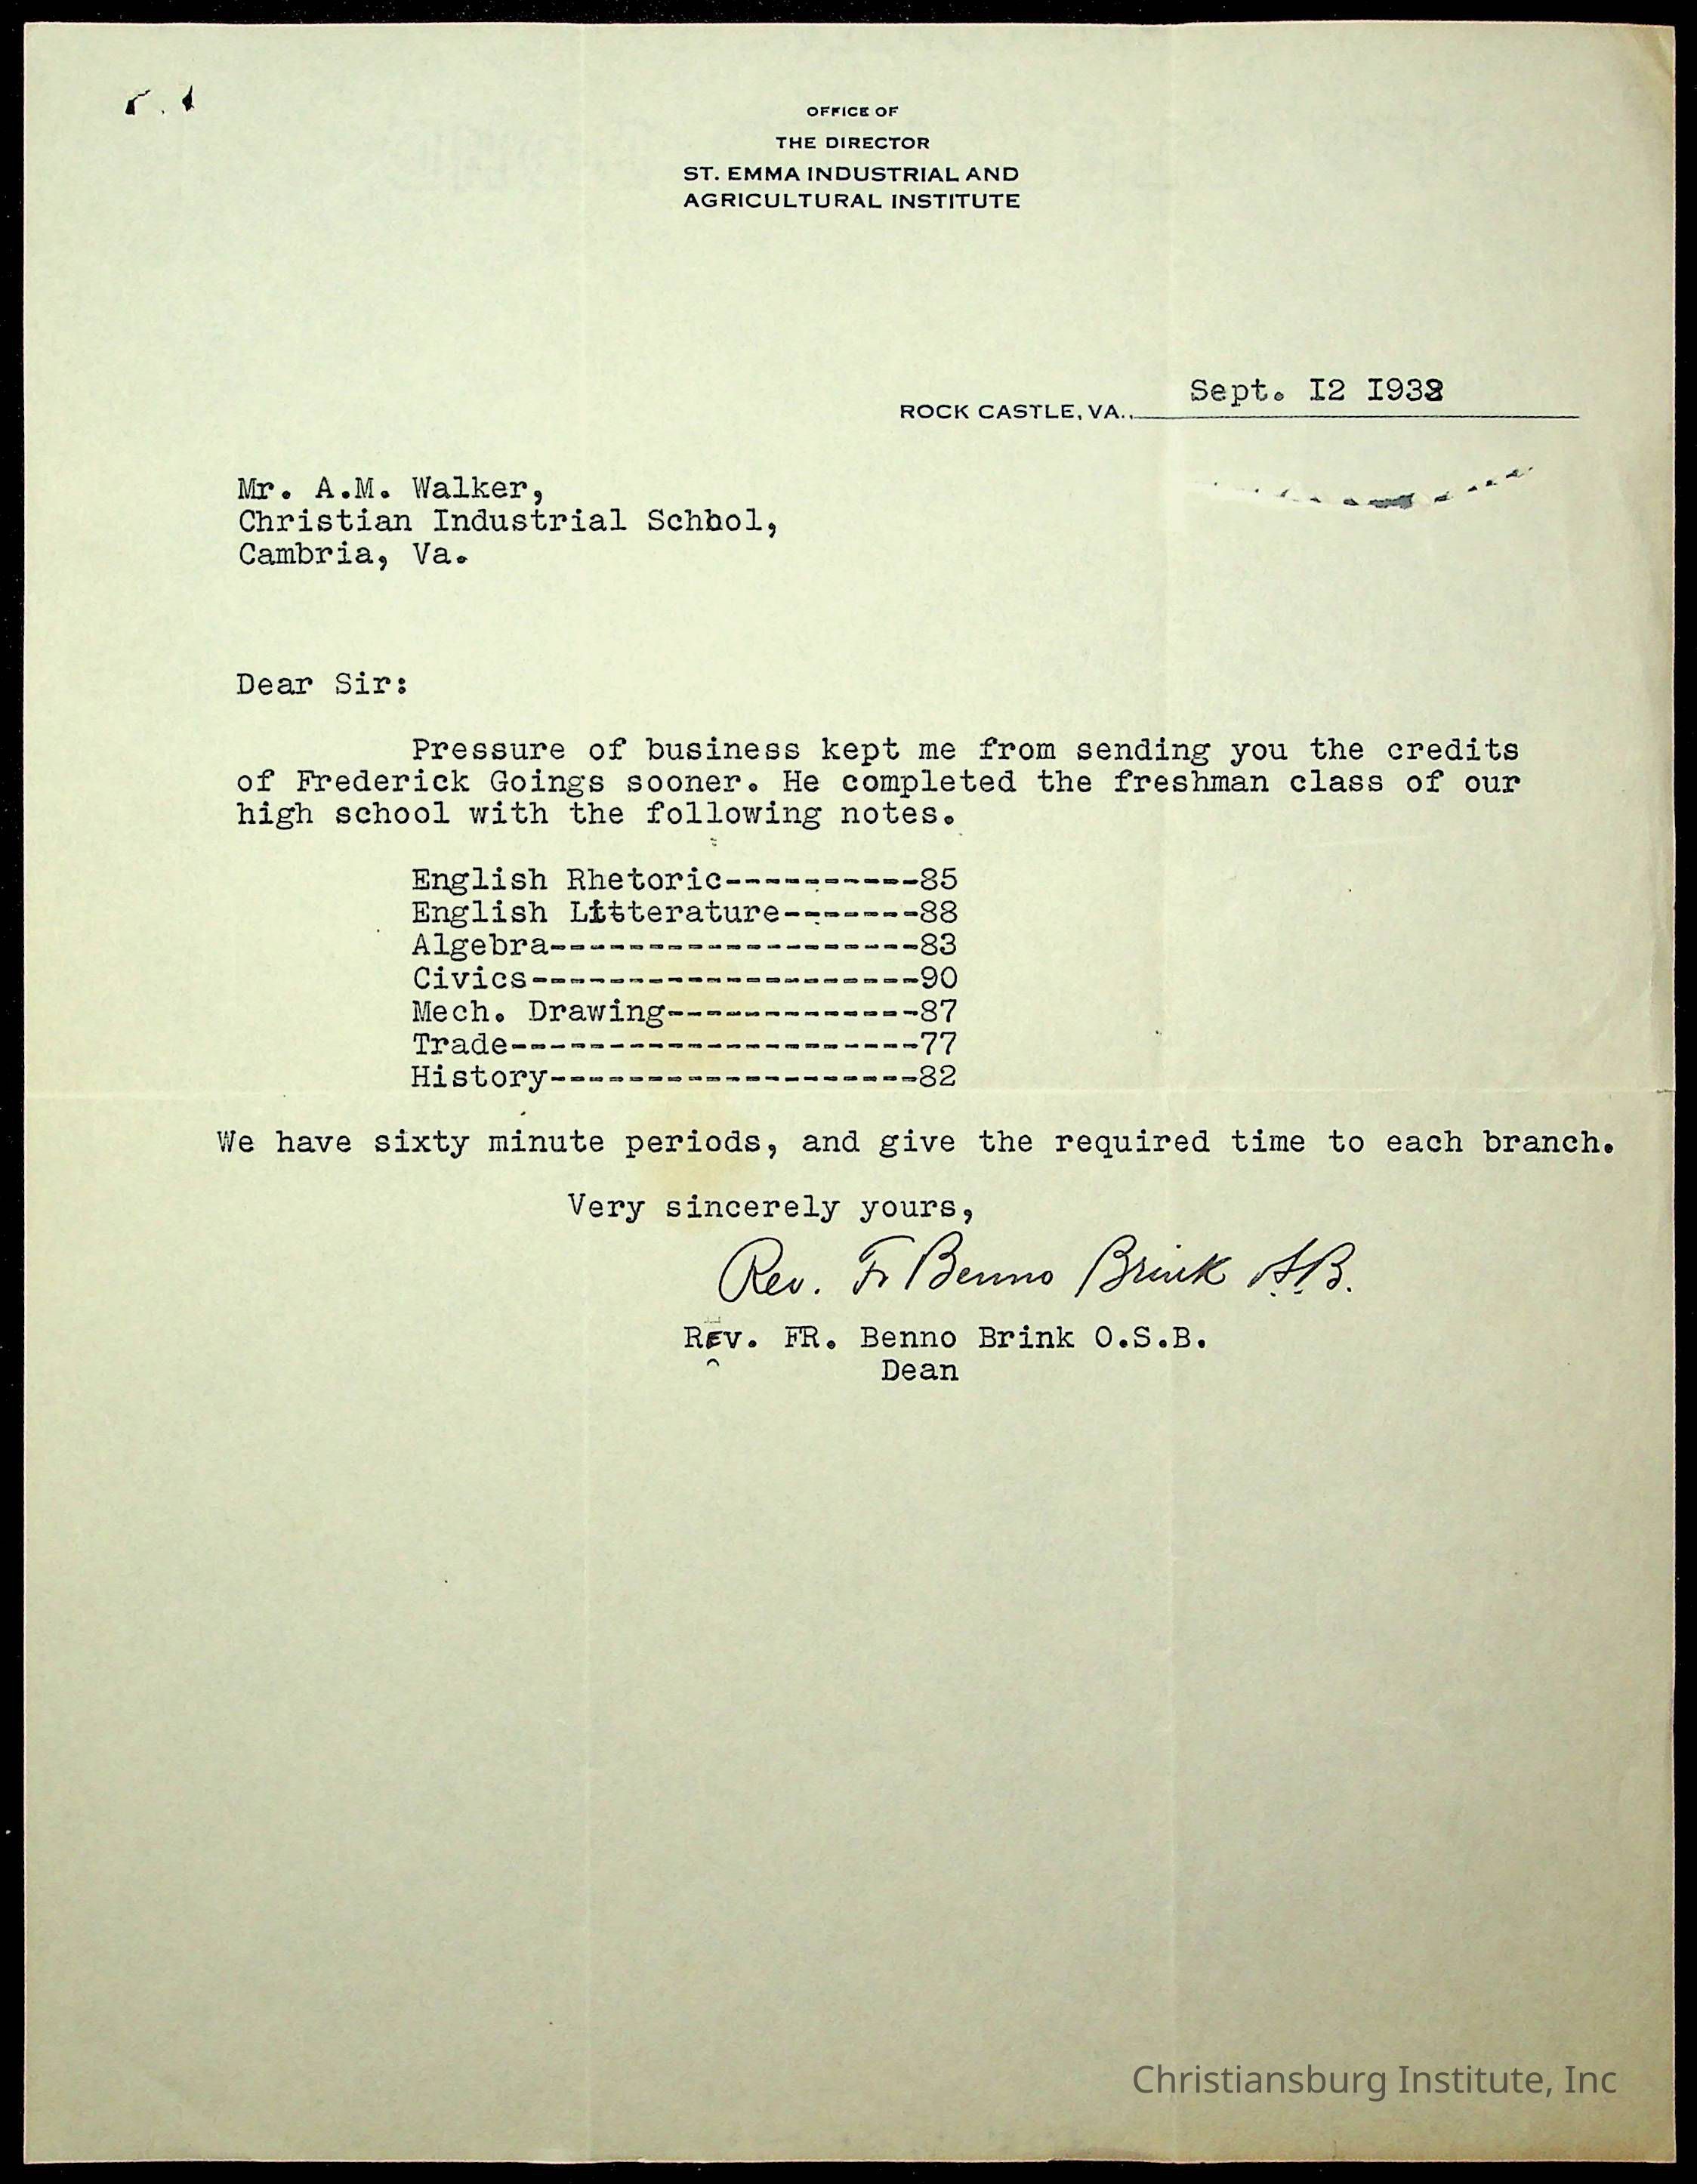 OFFICE OF
THE DIRECTOR
ST. EMMA INDUSTRIAL AND
AGRICULTURAL INSTITUTE
Sept. I2 I932
ROCK CASTLE, VA.
Mr. A.M. Walker,
Christian Industrial Schhol,
Cambria, Va.
Dear Sir:
Pressure of business kept me from sending you the credits
of Frederick Goings sooner. He completed the freshman class of our
high school with the following notes.
English Rhetoric----------85
English Litterature-------88
Algebra-------------------83
Civics--------------------90
Mech. Drawing-------------87
Trade---------------------77
History-------------------82
We have sixty minute periods, and give the required time to each branch.
Very sincerely yours,
Rev. Fr Benno Brink
Rev. FR. Benno Brink O.S.B.
Dean
Christiansburg Institute, Inc